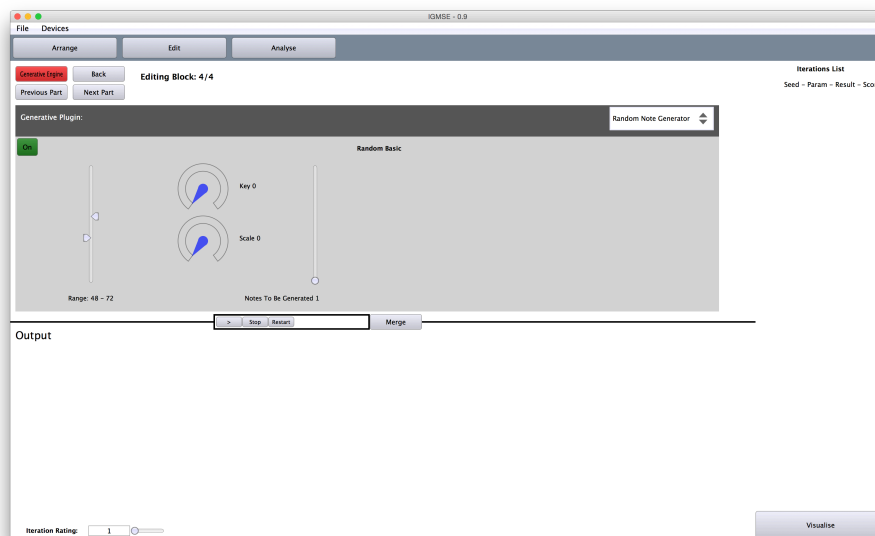 IGMSE - 0.9
File Devices
Arrange Edit Analyse
Generative Engine Back
Editing Block: 4/4
Previous Part Next Part
Iterations List
Seed - Param - Result - Scor
Generative Plugin:
Random Note Generator
On
Random Basic
Key 0
Scale 0
Range: 48 - 72
Notes To Be Generated 1
> Stop Restart
Merge
Output
Iteration Rating: 1
Visualise